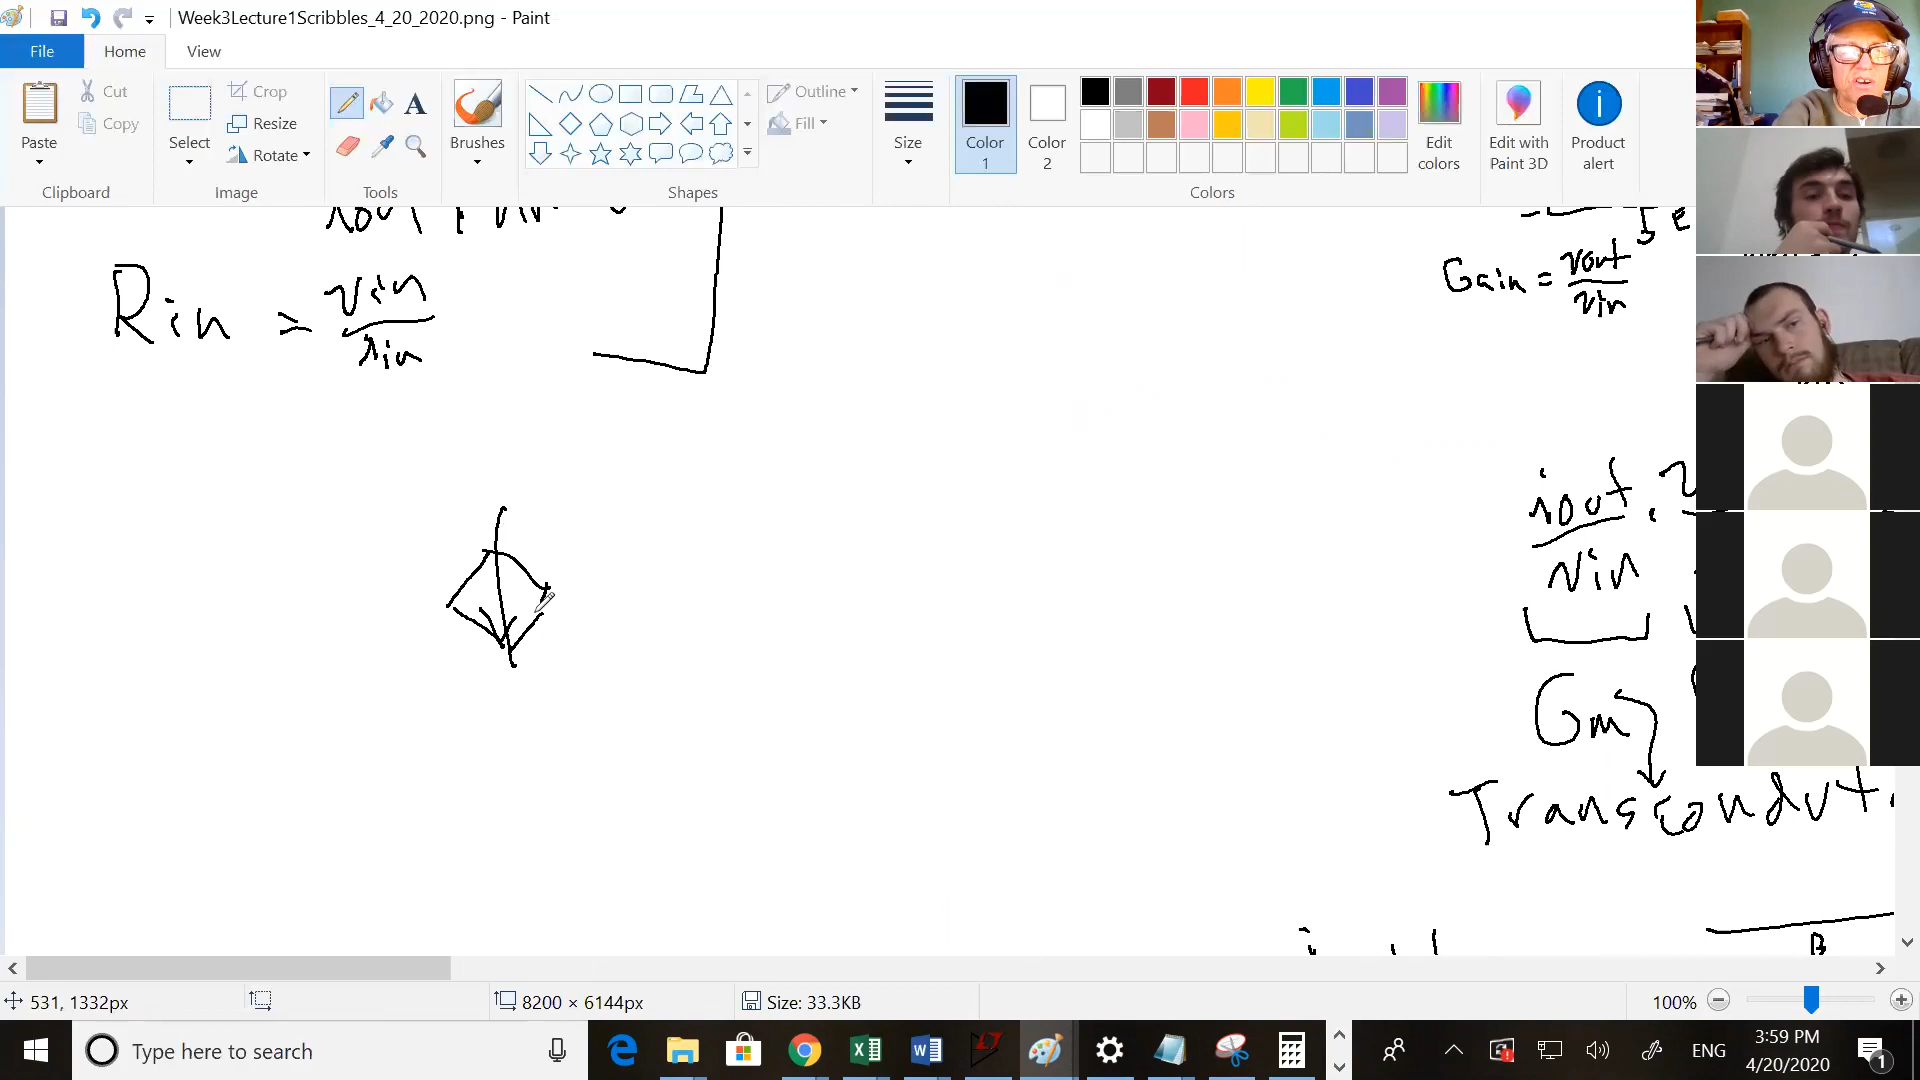 Week3Lecture1Scribbles_4_20_2020.png - Paint
File
Home
View
Paste
Cut
Copy
Clipboard
Select
Crop
Resize
Rotate
Image
A
Tools
Brushes
Outline
Fill
Shapes
Size
Color
1
Color
2
Colors
Edit
colors
Edit with
Paint 3D
Product
alert
Rin = vin
iin
Gain = vout
vin
iout .
vin
Gm
Transconduct
B
531, 1332px
8200 × 6144px
Size: 33.3KB
100%
Type here to search
ENG
3:59 PM
4/20/2020
1